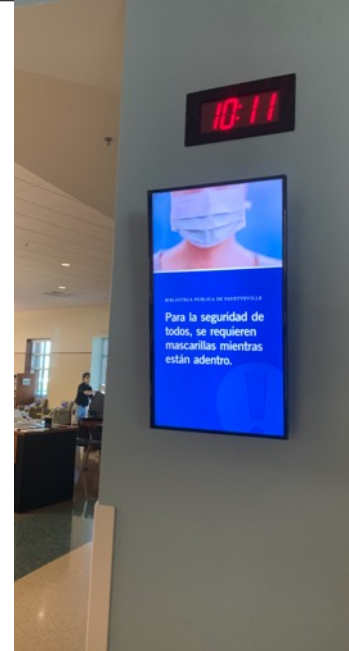 10:11
BIBLIOTECA PÚBLICA DE FAYETTEVILLE
Para la seguridad de
todos, se requieren
mascarillas mientras
están adentro.